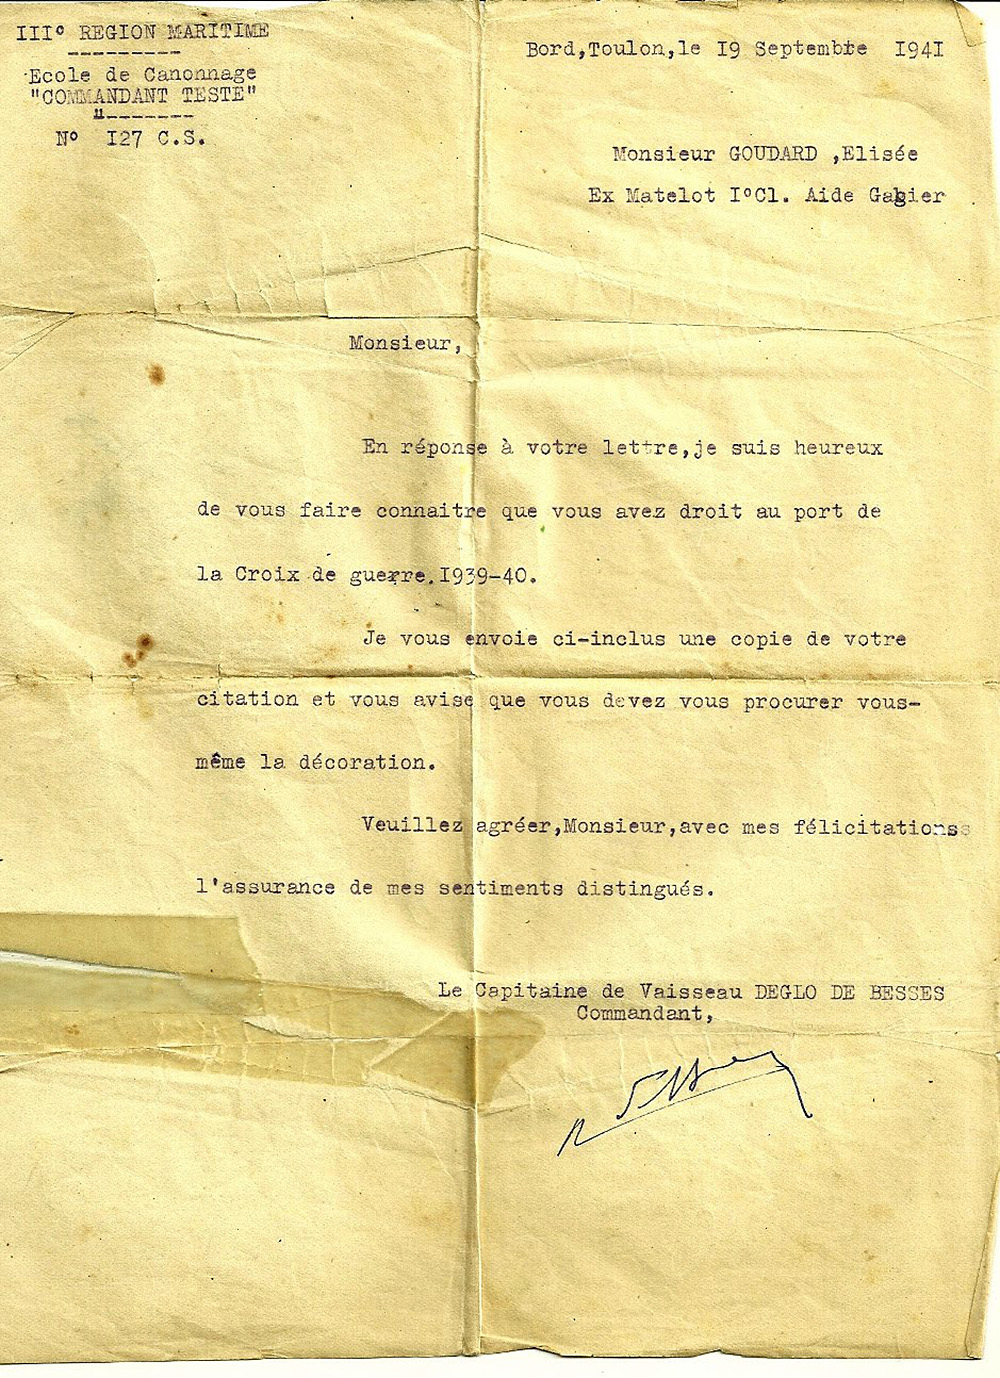 III° REGION MARITIME
---------
Ecole de Canonnage
"COMMANDANT TESTE"
"-------
N° I27 C.S.
Bord,Toulon,le I9 Septembre I94I
Monsieur GOUDARD ,Elisée
Ex Matelot I°Cl. Aide Gabier
Monsieur,
En réponse à votre lettre,je suis heureux
de vous faire connaitre que vous avez droit au port de
la Croix de guerre.I939-40.
Je vous envoie ci-inclus une copie de votre
citation et vous avise que vous devez vous procurer vous-
même la décoration.
Veuillez agréer,Monsieur,avec mes félicitationss
l'assurance de mes sentiments distingués.
Le Capitaine de Vaisseau DEGLO DE BESSES
Commandant,